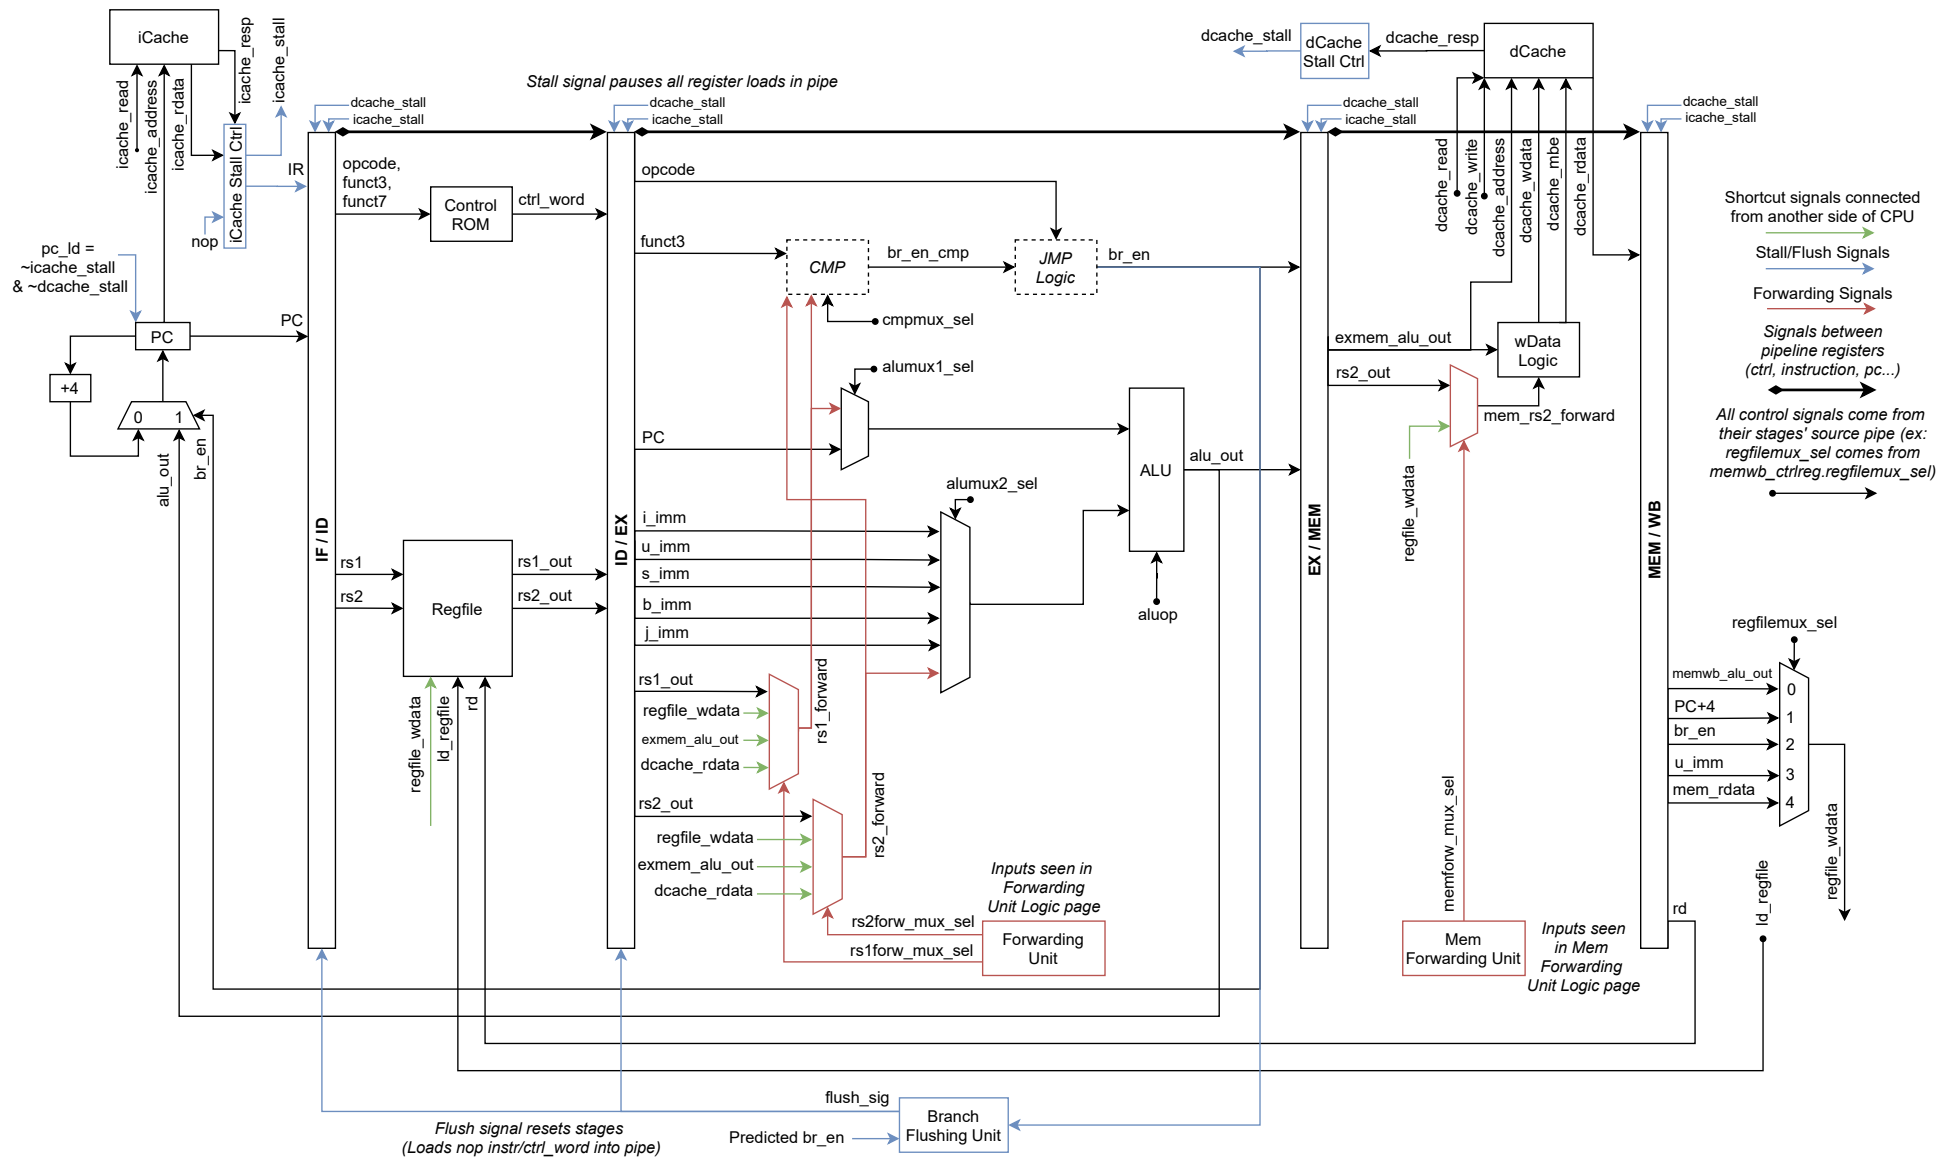 iCache
icache_resp
icache_stall
icache_read
icache_address
icache_rdata
iCache Stall Ctrl
IR
nop
pc_ld =
~icache_stall
& ~dcache_stall
PC
PC
+4
0
1
alu_out
br_en
Stall signal pauses all register loads in pipe
dcache_stall
icache_stall
IF / ID
opcode,
funct3,
funct7
Control
ROM
ctrl_word
rs1
rs2
Regfile
rs1_out
rs2_out
regfile_wdata
ld_regfile
rd
dcache_stall
icache_stall
ID / EX
opcode
funct3
CMP
br_en_cmp
JMP
Logic
br_en
cmpmux_sel
alumux1_sel
PC
ALU
alu_out
aluop
alumux2_sel
i_imm
u_imm
s_imm
b_imm
j_imm
rs1_out
regfile_wdata
exmem_alu_out
dcache_rdata
rs1_forward
rs2_out
regfile_wdata
exmem_alu_out
dcache_rdata
rs2_forward
Inputs seen in
Forwarding
Unit Logic page
rs2forw_mux_sel
rs1forw_mux_sel
Forwarding
Unit
flush_sig
Branch
Flushing Unit
Predicted br_en
Flush signal resets stages
(Loads nop instr/ctrl_word into pipe)
dcache_stall
dCache
Stall Ctrl
dcache_resp
dCache
dcache_stall
icache_stall
EX / MEM
dcache_read
dcache_write
dcache_address
dcache_wdata
dcache_mbe
dcache_rdata
exmem_alu_out
wData
Logic
rs2_out
mem_rs2_forward
regfile_wdata
memforw_mux_sel
Mem
Forwarding Unit
Inputs seen
in Mem
Forwarding
Unit Logic page
dcache_stall
icache_stall
MEM / WB
regfilemux_sel
memwb_alu_out
0
PC+4
1
br_en
2
u_imm
3
mem_rdata
4
regfile_wdata
ld_regfile
rd
Shortcut signals connected
from another side of CPU
Stall/Flush Signals
Forwarding Signals
Signals between
pipeline registers
(ctrl, instruction, pc...)
All control signals come from
their stages' source pipe (ex:
regfilemux_sel comes from
memwb_ctrlreg.regfilemux_sel)